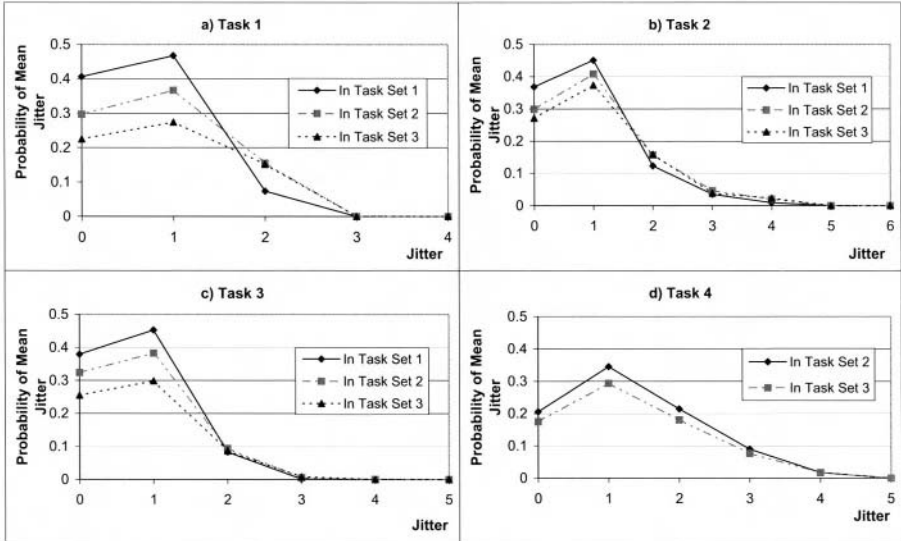 a) Task 1
Probability of Mean
Jitter
0.5
0.4
0.3
0.2
0.1
0
0 1 2 3 4
Jitter
In Task Set 1
In Task Set 2
In Task Set 3
b) Task 2
Probability of Mean
Jitter
0.5
0.4
0.3
0.2
0.1
0
0 1 2 3 4 5 6
Jitter
In Task Set 1
In Task Set 2
In Task Set 3
c) Task 3
Probability of Mean
Jitter
0.5
0.4
0.3
0.2
0.1
0
0 1 2 3 4 5
Jitter
In Task Set 1
In Task Set 2
In Task Set 3
d) Task 4
Probability of Mean
Jitter
0.5
0.4
0.3
0.2
0.1
0
0 1 2 3 4 5
Jitter
In Task Set 2
In Task Set 3